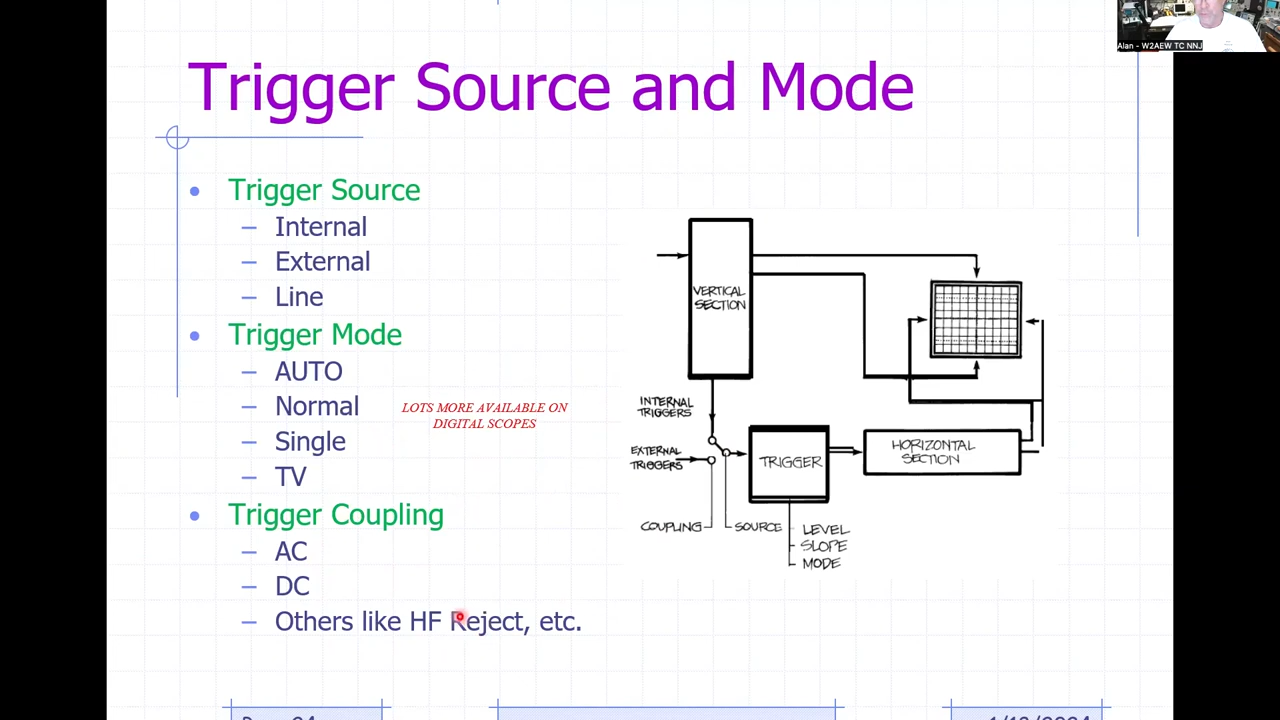 Alan - W2AEW TC NNJ
Trigger Source and Mode
• Trigger Source
– Internal
– External
– Line
• Trigger Mode
– AUTO
– Normal
– Single
– TV
LOTS MORE AVAILABLE ON
DIGITAL SCOPES
• Trigger Coupling
– AC
– DC
– Others like HF Reject, etc.
VERTICAL
SECTION
INTERNAL
TRIGGERS
EXTERNAL
TRIGGERS
TRIGGER
HORIZONTAL
SECTION
COUPLING
SOURCE
LEVEL
SLOPE
MODE